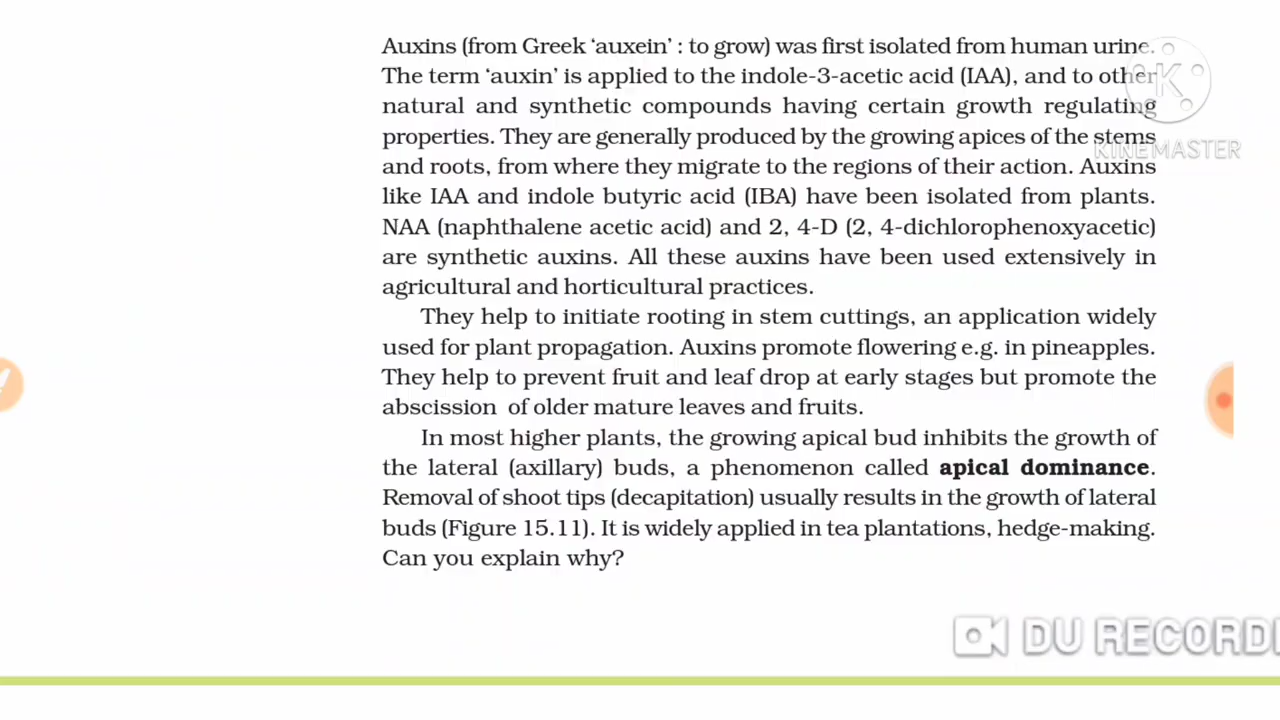 Auxins (from Greek ‘auxein’ : to grow) was first isolated from human urine.
The term ‘auxin’ is applied to the indole-3-acetic acid (IAA), and to other
natural and synthetic compounds having certain growth regulating
properties. They are generally produced by the growing apices of the stems
and roots, from where they migrate to the regions of their action. Auxins
like IAA and indole butyric acid (IBA) have been isolated from plants.
NAA (naphthalene acetic acid) and 2, 4-D (2, 4-dichlorophenoxyacetic)
are synthetic auxins. All these auxins have been used extensively in
agricultural and horticultural practices.
They help to initiate rooting in stem cuttings, an application widely
used for plant propagation. Auxins promote flowering e.g. in pineapples.
They help to prevent fruit and leaf drop at early stages but promote the
abscission of older mature leaves and fruits.
In most higher plants, the growing apical bud inhibits the growth of
the lateral (axillary) buds, a phenomenon called apical dominance.
Removal of shoot tips (decapitation) usually results in the growth of lateral
buds (Figure 15.11). It is widely applied in tea plantations, hedge-making.
Can you explain why?
K
KINEMASTER
DU RECORDE